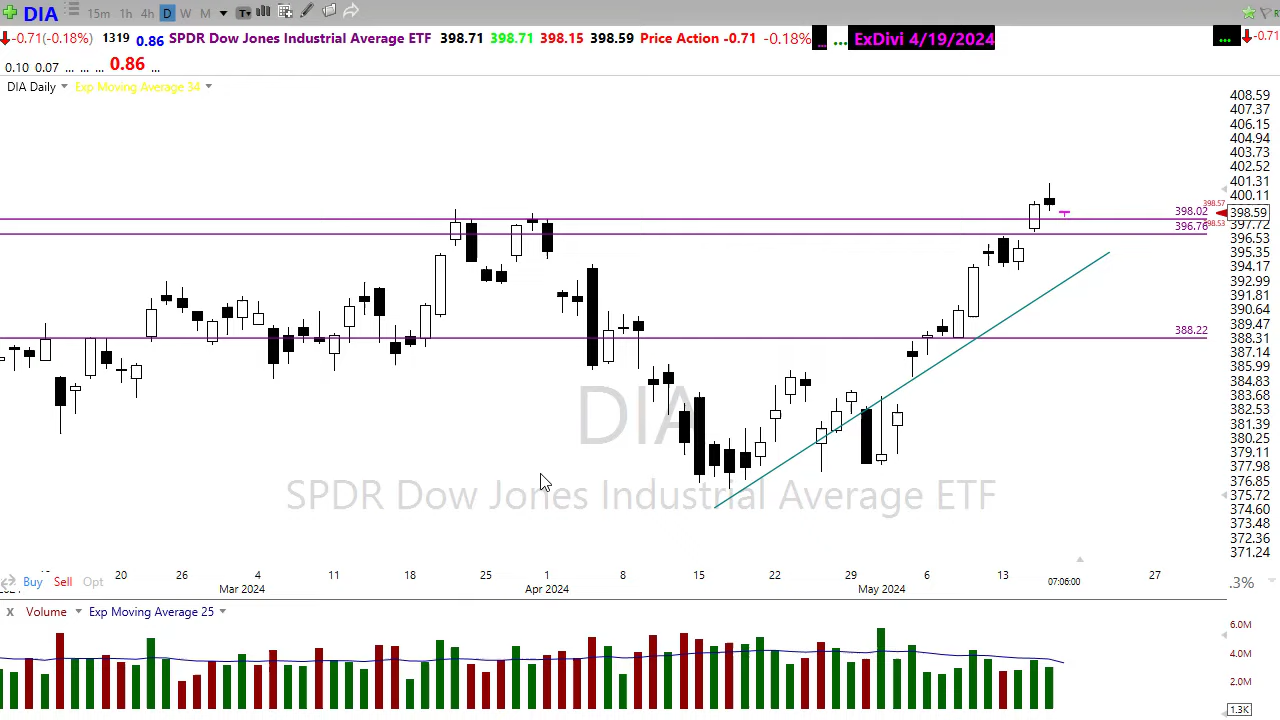 DIA 15m 1h 4h D W M T
-0.71(-0.18%) 1319 0.86 SPDR Dow Jones Industrial Average ETF 398.71 398.71 398.15 398.59 Price Action -0.71 -0.18% ... ... ExDivi 4/19/2024 ... -0.71
0.10 0.07 ... ... ... 0.86 ...
DIA Daily Exp Moving Average 34
408.59
407.37
406.15
404.94
403.73
402.52
401.31
400.11
398.57
398.02
398.59
397.72
398.53
396.76
396.53
395.35
394.17
392.99
391.81
390.64
389.47
388.22
388.31
387.14
385.99
384.83
383.68
382.53
381.39
380.25
379.11
377.98
376.85
375.72
374.60
373.48
372.36
371.24
DIA
SPDR Dow Jones Industrial Average ETF
20 26 4 11 18 25 1 8 15 22 29 6 13 07:06:00 27
Mar 2024 Apr 2024 May 2024
Buy Sell Opt .3%
x Volume Exp Moving Average 25
6.0M
4.0M
2.0M
1.3K